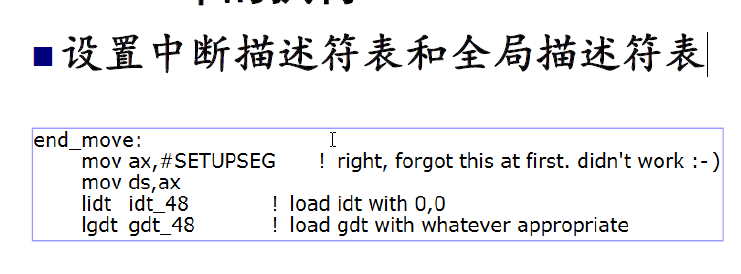 设置中断描述符表和全局描述符表
end_move:
mov ax,#SETUPSEG ! right, forgot this at first. didn't work :-)
mov ds,ax
lidt idt_48 ! load idt with 0,0
lgdt gdt_48 ! load gdt with whatever appropriate